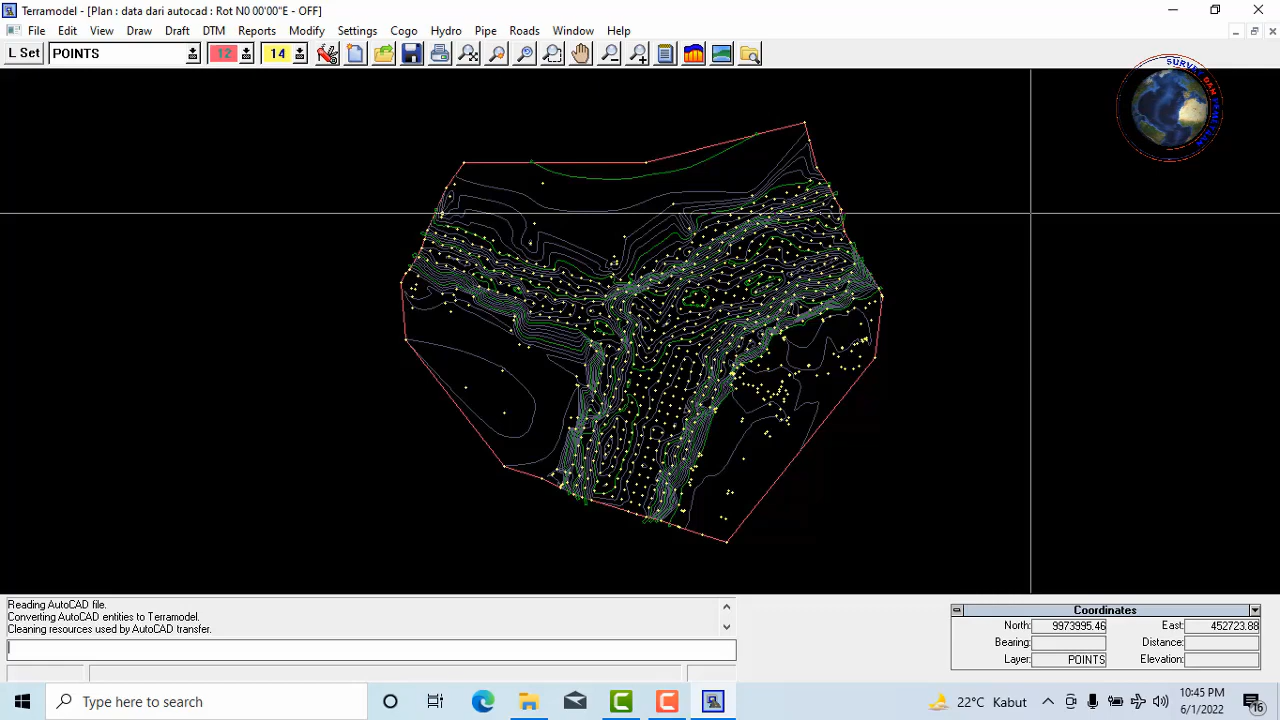 Terramodel - [Plan : data dari autocad : Rot N0 00'00"E - OFF]
File Edit View Draw Draft DTM Reports Modify Settings Cogo Hydro Pipe Roads Window Help
L Set POINTS 12 14
SURVEY DAN PEMETAAN
Reading AutoCAD file.
Converting AutoCAD entities to Terramodel.
Cleaning resources used by AutoCAD transfer.
Coordinates
North: 9973995.46 East: 452723.88
Bearing: Distance:
Layer: POINTS Elevation:
Type here to search
22°C Kabut
10:45 PM
6/1/2022
16